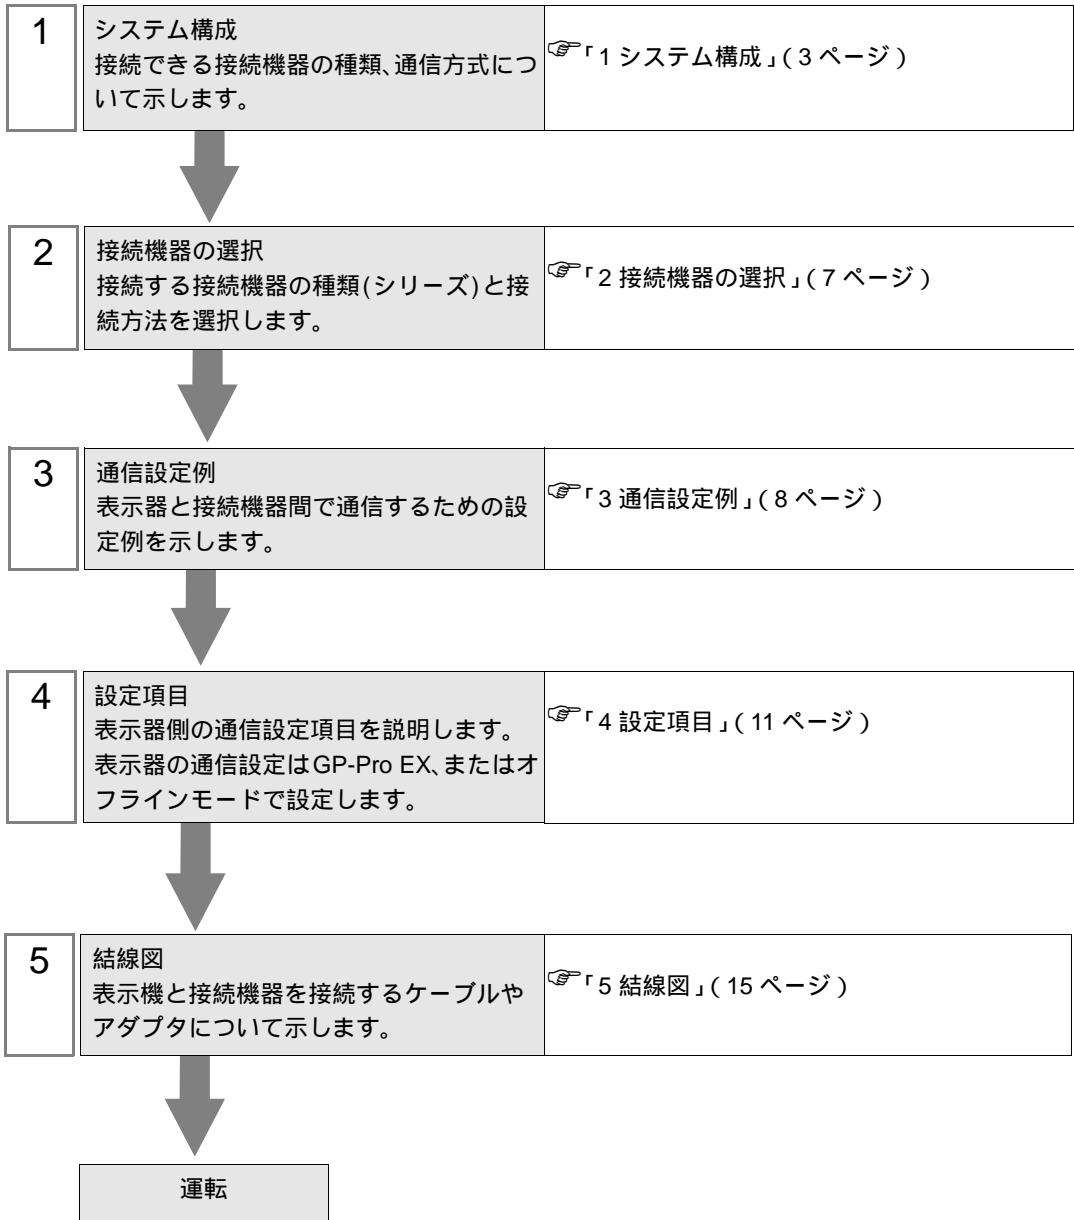 1
システム構成
接続できる接続機器の種類、通信方式につ
いて示します。
☞「1 システム構成」(3 ページ)
2
接続機器の選択
接続する接続機器の種類(シリーズ)と接
続方法を選択します。
☞「2 接続機器の選択」(7 ページ)
3
通信設定例
表示器と接続機器間で通信するための設
定例を示します。
☞「3 通信設定例」(8 ページ)
4
設定項目
表示器側の通信設定項目を説明します。
表示器の通信設定はGP-Pro EX、またはオ
フラインモードで設定します。
☞「4 設定項目」(11 ページ)
5
結線図
表示機と接続機器を接続するケーブルや
アダプタについて示します。
☞「5 結線図」(15 ページ)
運転